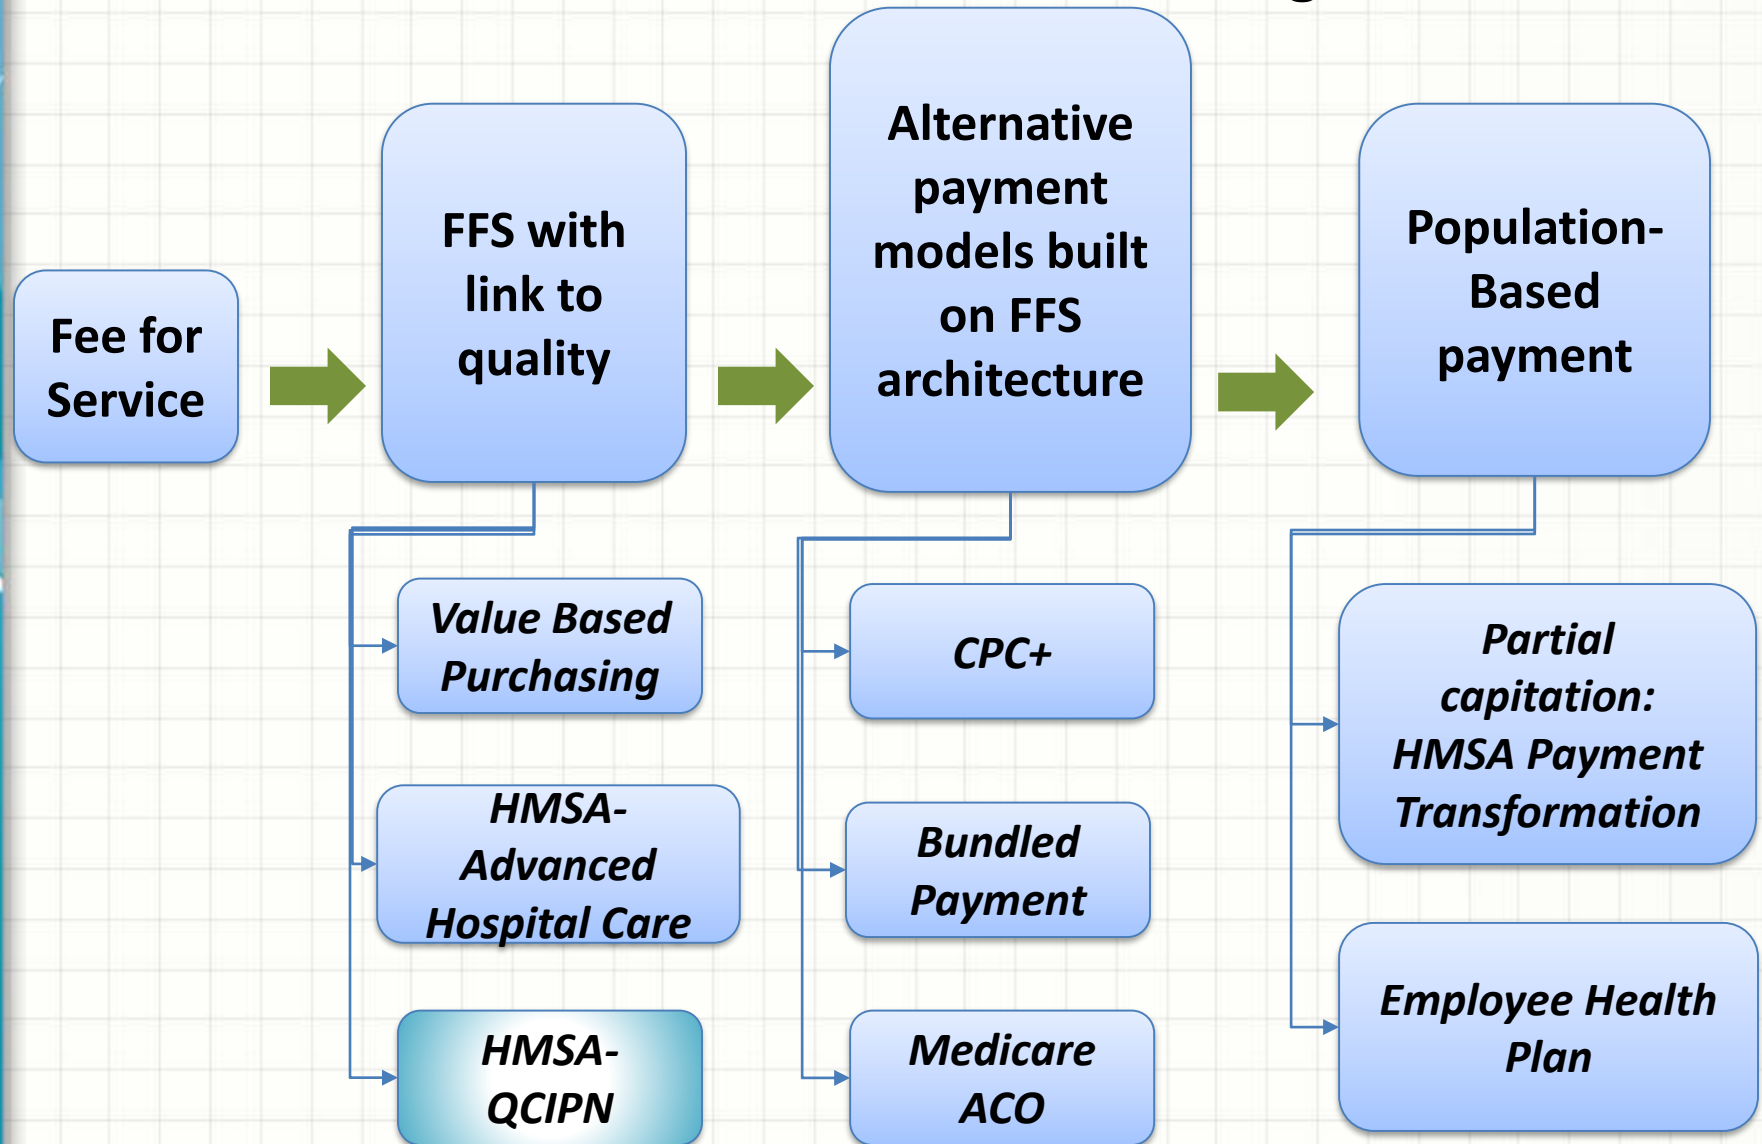 Fee for
Service
FFS with
link to
quality
Alternative
payment
models built
on FFS
architecture
Population-
Based
payment
Value Based
Purchasing
HMSA-
Advanced
Hospital Care
HMSA-
QCIPN
CPC+
Bundled
Payment
Medicare
ACO
Partial
capitation:
HMSA Payment
Transformation
Employee Health
Plan